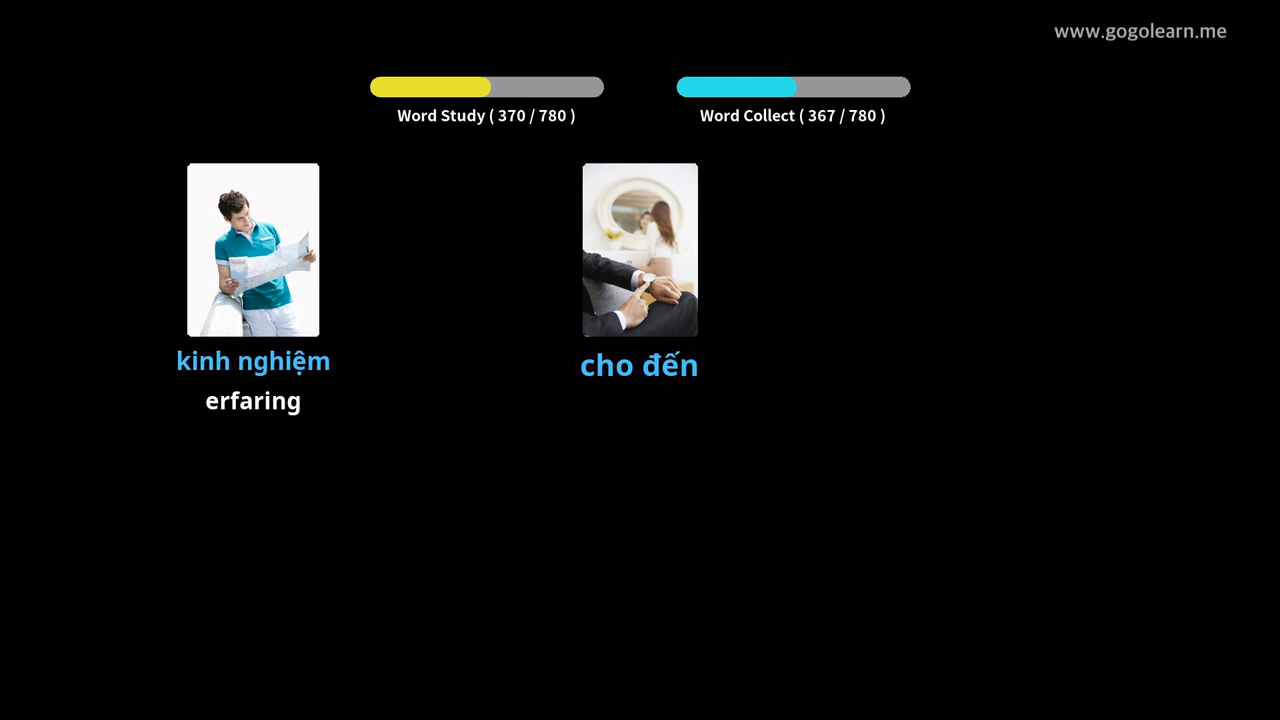 www.gogolearn.me
Word Study ( 370 / 780 )
Word Collect ( 367 / 780 )
kinh nghiệm
erfaring
cho đến